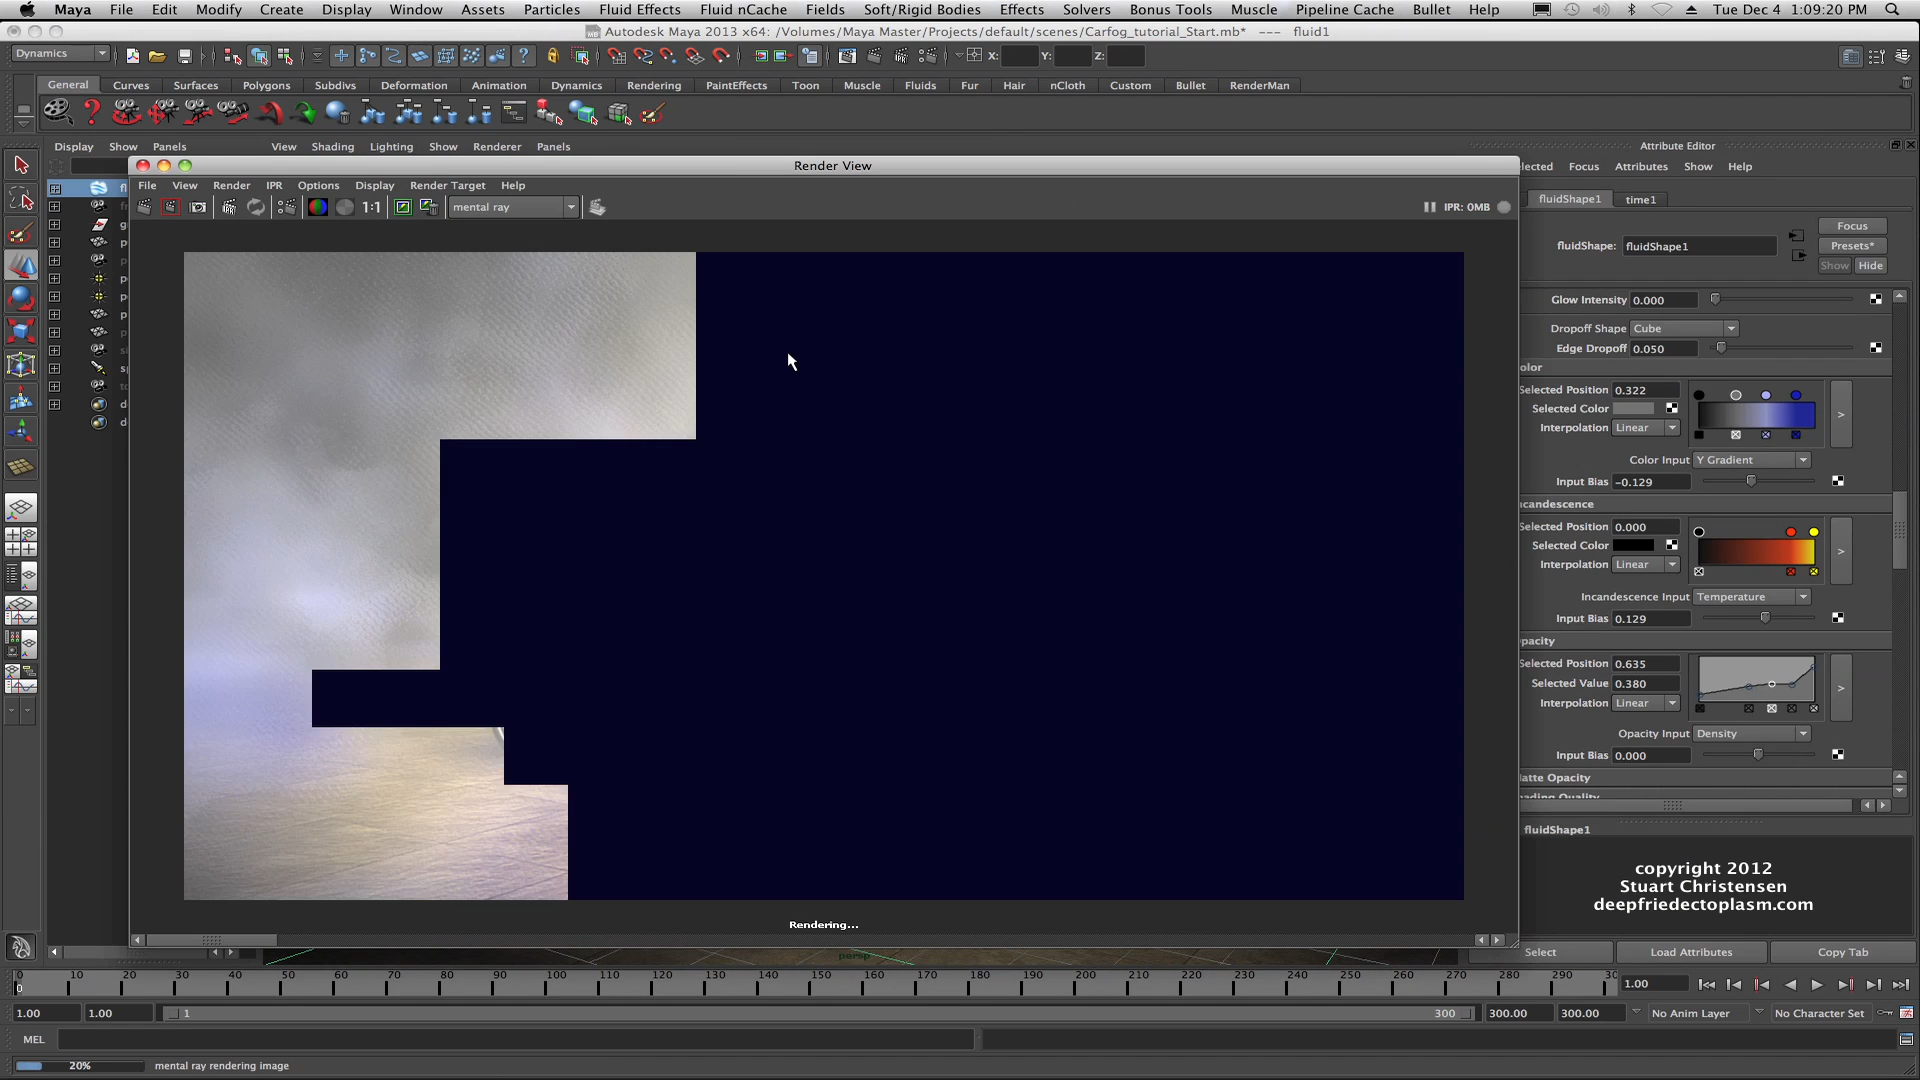 Maya File Edit Modify Create Display Window Assets Particles Fluid Effects Fluid nCache Fields Soft/Rigid Bodies Effects Solvers Bonus Tools Muscle Pipeline Cache Bullet Help Tue Dec 4 1:09:20 PM
Autodesk Maya 2013 x64: /Volumes/Maya Master/Projects/default/scenes/Carfog_tutorial_Start.mb* --- fluid1
Dynamics X: Y: Z:
General Curves Surfaces Polygons Subdivs Deformation Animation Dynamics Rendering PaintEffects Toon Muscle Fluids Fur Hair nCloth Custom Bullet RenderMan
Display Show Panels View Shading Lighting Show Renderer Panels Attribute Editor
Render View
elected Focus Attributes Show Help
File View Render IPR Options Display Render Target Help
1:1 mental ray IPR: 0MB
fluidShape1 time1
Focus
fluidShape: fluidShape1 Presets*
Show Hide
Glow Intensity 0.000
Dropoff Shape Cube
Edge Dropoff 0.050
olor
Selected Position 0.322
Selected Color
Interpolation Linear
Color Input Y Gradient
Input Bias -0.129
ncandescence
Selected Position 0.000
Selected Color
Interpolation Linear
Incandescence Input Temperature
Input Bias 0.129
pacity
Selected Position 0.635
Selected Value 0.380
Interpolation Linear
Opacity Input Density
Input Bias 0.000
latte Opacity
fluidShape1
copyright 2012
Stuart Christensen
deepfriedectoplasm.com
Rendering...
persp
Select Load Attributes Copy Tab
0 10 20 30 40 50 60 70 80 90 100 110 120 130 140 150 160 170 180 190 200 210 220 230 240 250 260 270 280 290 30 1.00
0
1.00 1.00 1 300 300.00 300.00 No Anim Layer No Character Set
MEL
20% mental ray rendering image